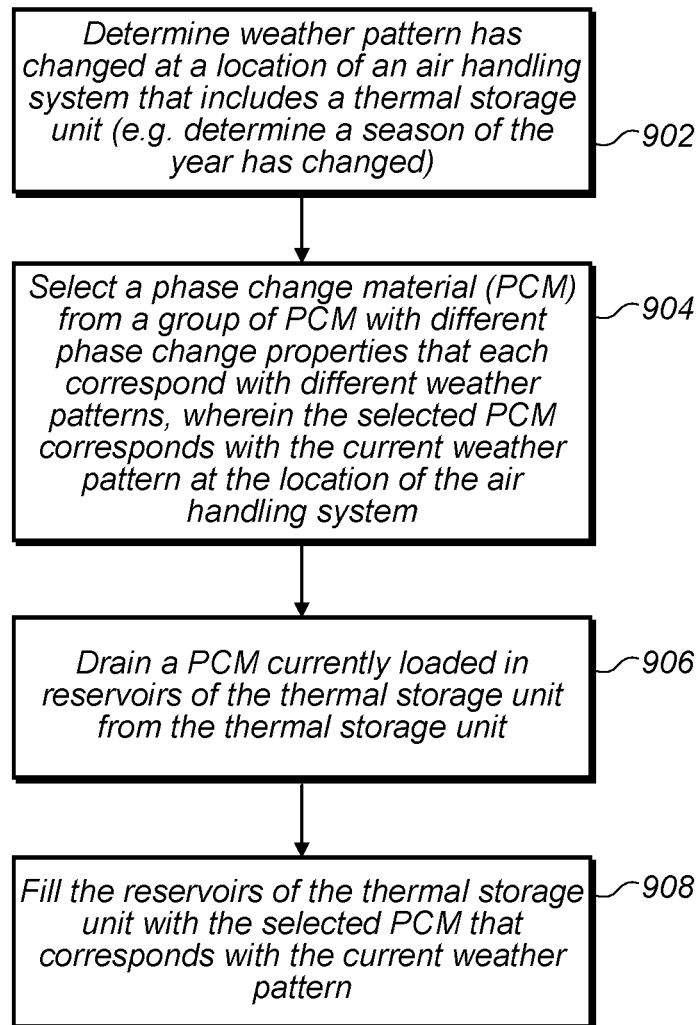 Determine weather pattern has
changed at a location of an air handling
system that includes a thermal storage
unit (e.g. determine a season of the
year has changed)
902
Select a phase change material (PCM)
from a group of PCM with different
phase change properties that each
correspond with different weather
patterns, wherein the selected PCM
corresponds with the current weather
pattern at the location of the air
handling system
904
Drain a PCM currently loaded in
reservoirs of the thermal storage unit
from the thermal storage unit
906
Fill the reservoirs of the thermal storage
unit with the selected PCM that
corresponds with the current weather
pattern
908